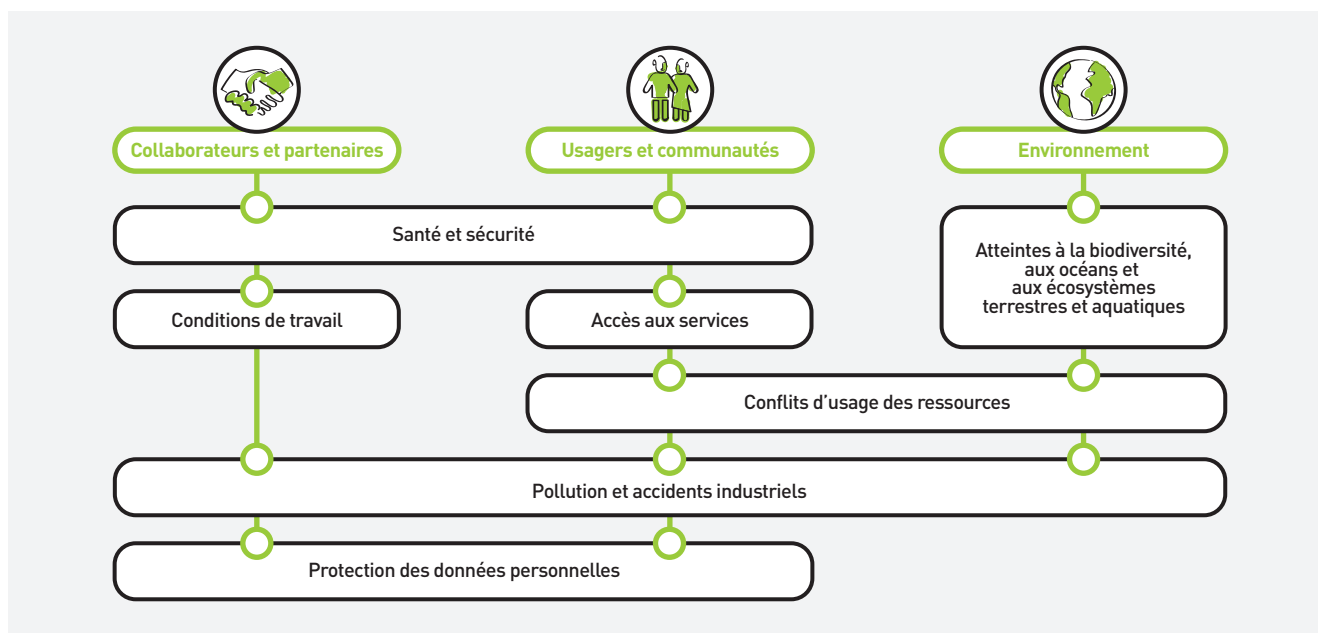 Collaborateurs et partenaires
Usagers et communautés
Environnement
Santé et sécurité
Atteintes à la biodiversité,
aux océans et
aux écosystèmes
terrestres et aquatiques
Conditions de travail
Accès aux services
Conflits d'usage des ressources
Pollution et accidents industriels
Protection des données personnelles